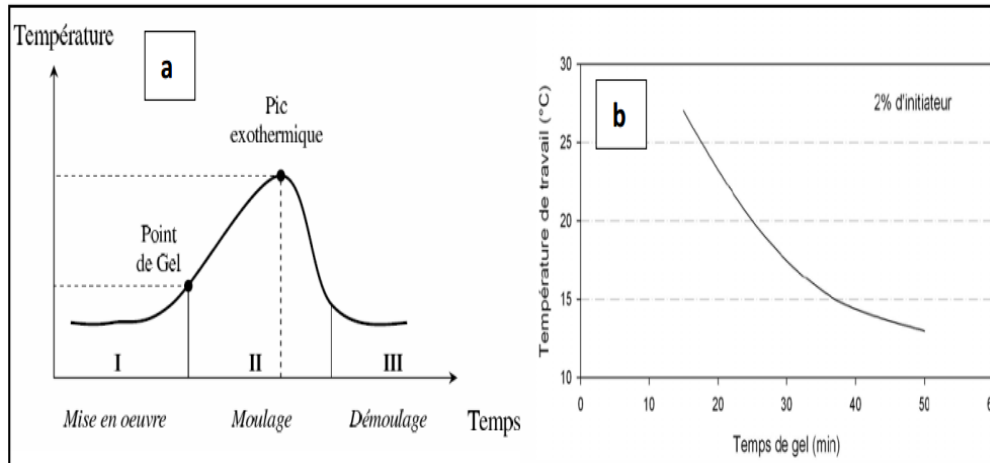 Température
a
Pic
exothermique
Point
de Gel
I
II
III
Mise en oeuvre
Moulage
Démoulage
Temps
b
2% d'initiateur
Température de travail (°C)
30
25
20
15
10
0
10
20
30
40
50
Temps de gel (min)